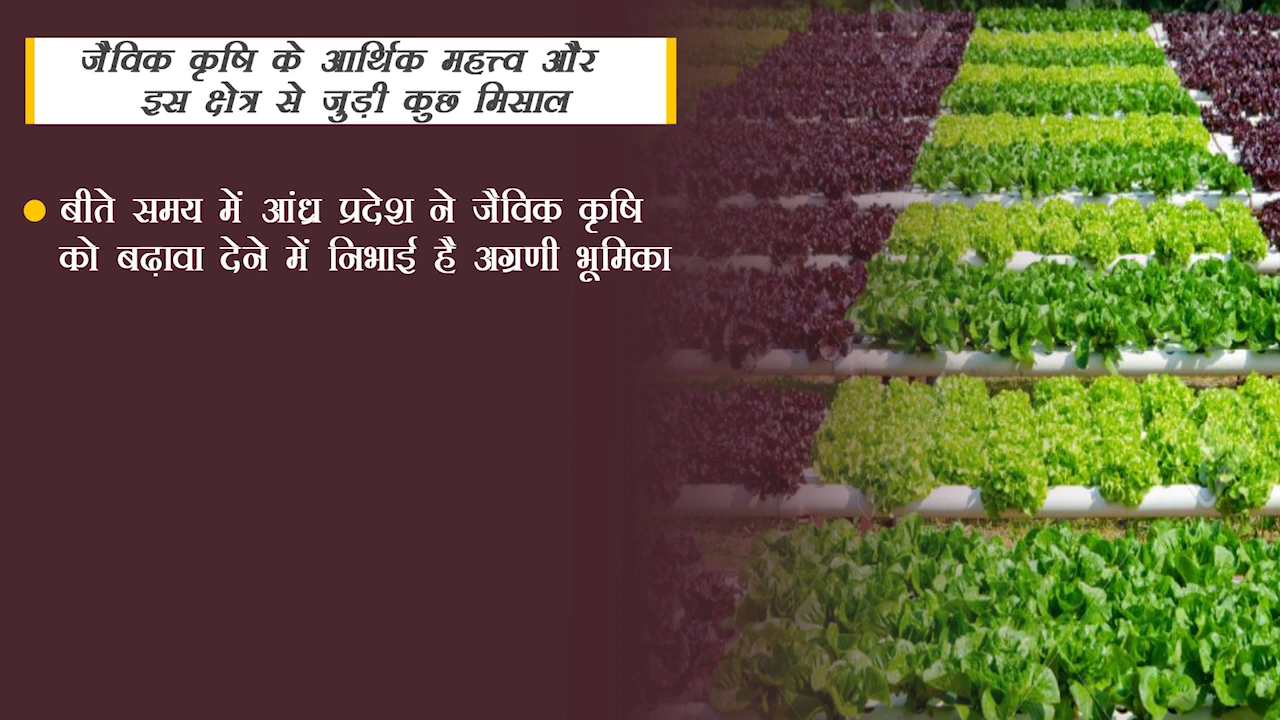 जैविक कृषि के आर्थिक महत्त्व और
इस क्षेत्र से जुड़ी कुछ मिसाल
बीते समय में आंध्र प्रदेश ने जैविक कृषि
को बढ़ावा देने में निभाई है अग्रणी भूमिका